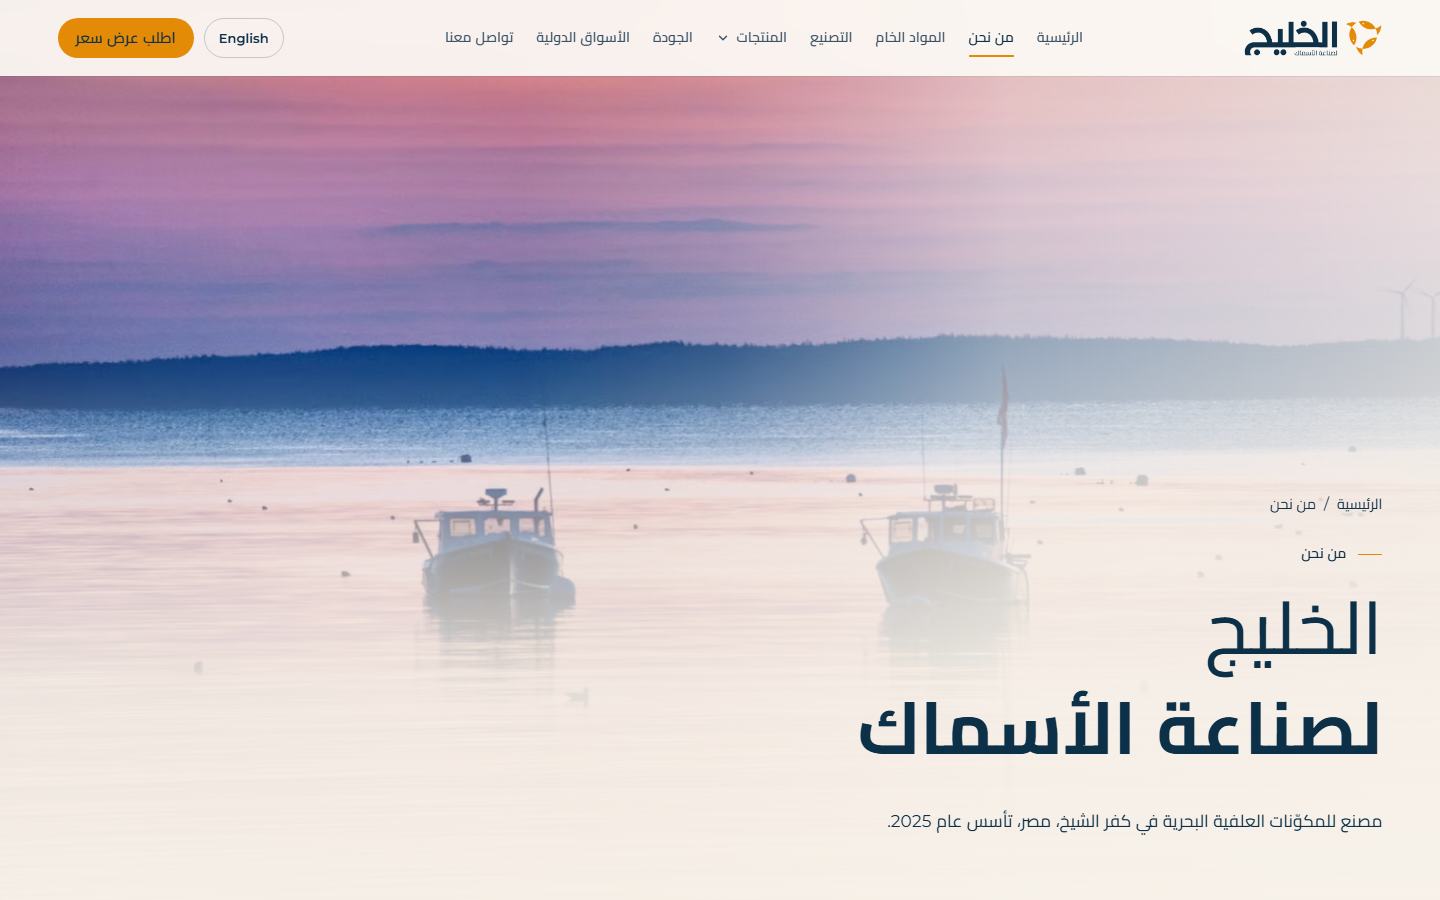 الخليج
لصناعة الأسماك
الرئيسية
من نحن
المواد الخام
التصنيع
المنتجات
الجودة
الأسواق الدولية
تواصل معنا
English
اطلب عرض سعر
الرئيسية / من نحن
من نحن
الخليج
لصناعة الأسماك
مصنع للمكوّنات العلفية البحرية في كفر الشيخ، مصر، تأسس عام 2025.